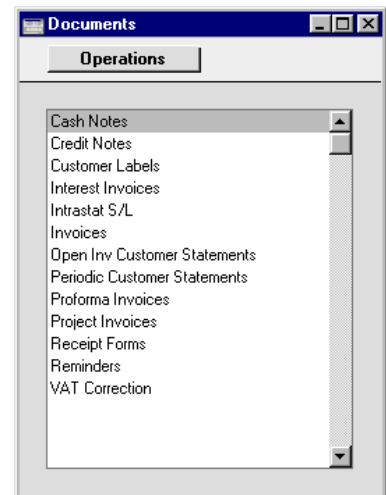 Documents
Operations
Cash Notes
Credit Notes
Customer Labels
Interest Invoices
Intrastat S/L
Invoices
Open Inv Customer Statements
Periodic Customer Statements
Proforma Invoices
Project Invoices
Receipt Forms
Reminders
VAT Correction